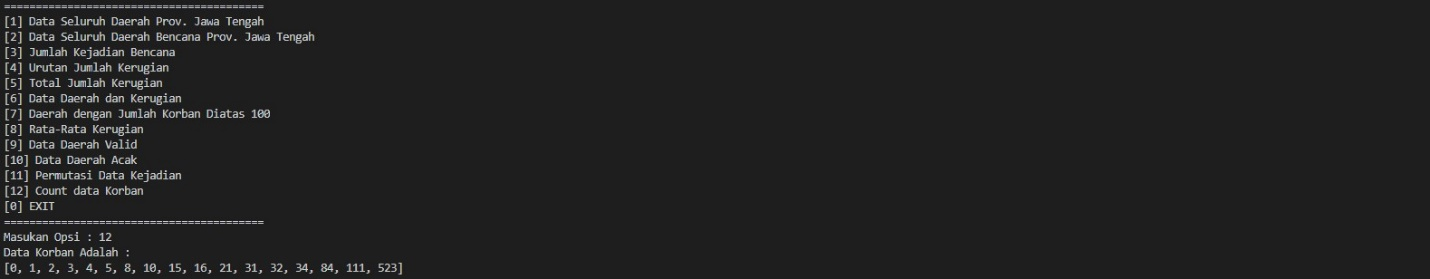 =========================================
[1] Data Seluruh Daerah Prov. Jawa Tengah
[2] Data Seluruh Daerah Bencana Prov. Jawa Tengah
[3] Jumlah Kejadian Bencana
[4] Urutan Jumlah Kerugian
[5] Total Jumlah Kerugian
[6] Data Daerah dan Kerugian
[7] Daerah dengan Jumlah Korban Diatas 100
[8] Rata-Rata Kerugian
[9] Data Daerah Valid
[10] Data Daerah Acak
[11] Permutasi Data Kejadian
[12] Count data Korban
[0] EXIT
=========================================
Masukan Opsi : 12
Data Korban Adalah :
[0, 1, 2, 3, 4, 5, 8, 10, 15, 16, 21, 31, 32, 34, 84, 111, 523]